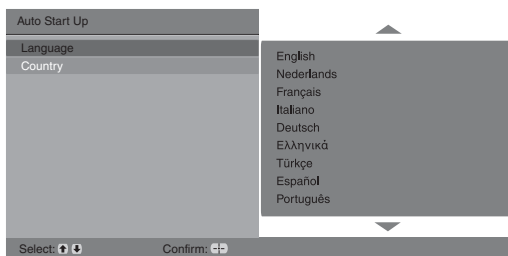 Auto Start Up
Language
Country
English
Nederlands
Français
Italiano
Deutsch
Ελληνικά
Türkçe
Español
Português
Select:
Confirm: